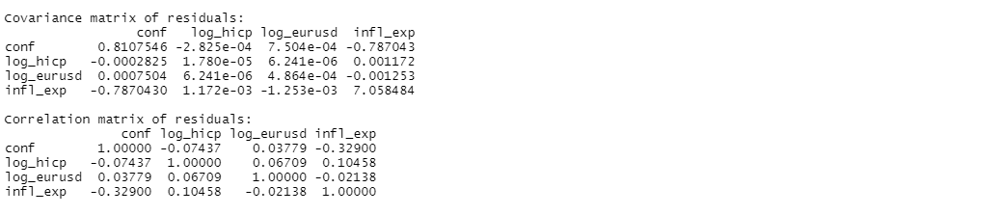 Covariance matrix of residuals:
conf log_hicp log_eurusd infl_exp
conf 0.8107546 -2.825e-04 7.504e-04 -0.787043
log_hicp -0.0002825 1.780e-05 6.241e-06 0.001172
log_eurusd 0.0007504 6.241e-06 4.864e-04 -0.001253
infl_exp -0.7870430 1.172e-03 -1.253e-03 7.058484
Correlation matrix of residuals:
conf log_hicp log_eurusd infl_exp
conf 1.00000 -0.07437 0.03779 -0.32900
log_hicp -0.07437 1.00000 0.06709 0.10458
log_eurusd 0.03779 0.06709 1.00000 -0.02138
infl_exp -0.32900 0.10458 -0.02138 1.00000